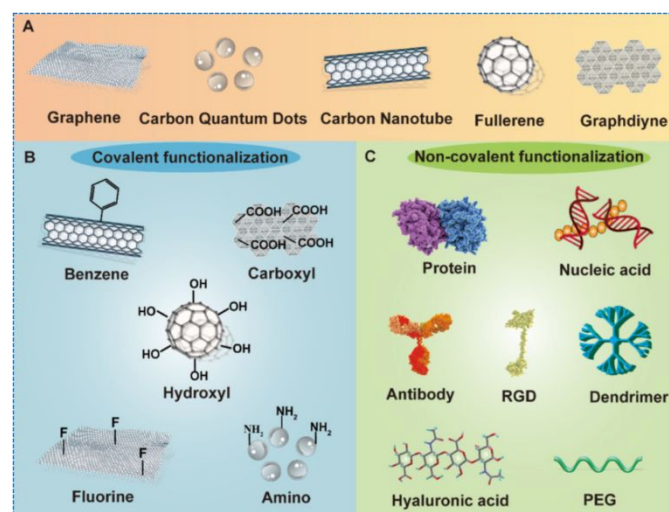 A
Graphene
Carbon Quantum Dots
Carbon Nanotube
Fullerene
Graphdiyne
B
Covalent functionalization
Benzene
COOH
COOH
COOH
COOH
Carboxyl
OH
HO
OH
HO
OH
OH
Hydroxyl
F
F
F
Fluorine
NH2
NH2
NH2
Amino
C
Non-covalent functionalization
Protein
Nucleic acid
Antibody
RGD
Dendrimer
Hyaluronic acid
PEG